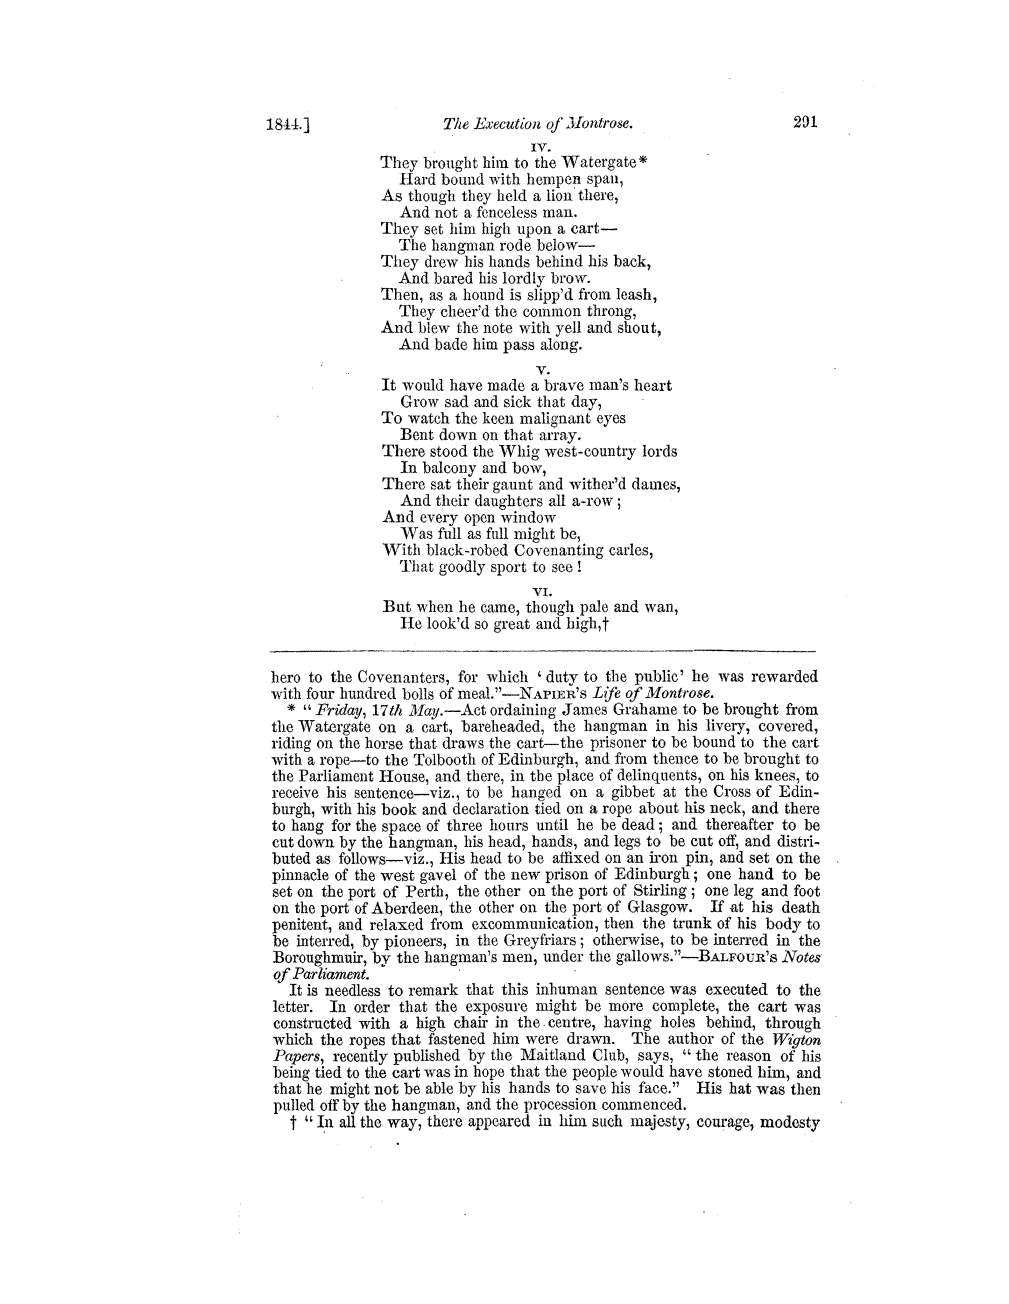 1844.] The Execution of Montrose. 291
IV.
They brought him to the Watergate*
Hard bound with hempen span,
As though they held a lion there,
And not a fenceless man.
They set him high upon a cart—
The hangman rode below—
They drew his hands behind his back,
And bared his lordly brow.
Then, as a hound is slipp'd from leash,
They cheer'd the common throng,
And blew the note with yell and shout,
And bade him pass along.
V.
It would have made a brave man's heart
Grow sad and sick that day,
To watch the keen malignant eyes
Bent down on that array.
There stood the Whig west-country lords
In balcony and bow,
There sat their gaunt and wither'd dames,
And their daughters all a-row;
And every open window
Was full as full might be,
With black-robed Covenanting carles,
That goodly sport to see!
VI.
But when he came, though pale and wan,
He look'd so great and high,†
hero to the Covenanters, for which ‘duty to the public’ he was rewarded
with four hundred bolls of meal.”—NAPIER'S Life of Montrose.
* “Friday, 17th May.—Act ordaining James Grahame to be brought from
the Watergate on a cart, bareheaded, the hangman in his livery, covered,
riding on the horse that draws the cart—the prisoner to be bound to the cart
with a rope—to the Tolbooth of Edinburgh, and from thence to be brought to
the Parliament House, and there, in the place of delinquents, on his knees, to
receive his sentence—viz., to be hanged on a gibbet at the Cross of Edin-
burgh, with his book and declaration tied on a rope about his neck, and there
to hang for the space of three hours until he be dead; and thereafter to be
cut down by the hangman, his head, hands, and legs to be cut off, and distri-
buted as follows—viz., His head to be affixed on an iron pin, and set on the
pinnacle of the west gavel of the new prison of Edinburgh; one hand to be
set on the port of Perth, the other on the port of Stirling; one leg and foot
on the port of Aberdeen, the other on the port of Glasgow. If at his death
penitent, and relaxed from excommunication, then the trunk of his body to
be interred, by pioneers, in the Greyfriars; otherwise, to be interred in the
Boroughmuir, by the hangman's men, under the gallows.”—BALFOUR'S Notes
of Parliament.
It is needless to remark that this inhuman sentence was executed to the
letter. In order that the exposure might be more complete, the cart was
constructed with a high chair in the centre, having holes behind, through
which the ropes that fastened him were drawn. The author of the Wigton
Papers, recently published by the Maitland Club, says, “the reason of his
being tied to the cart was in hope that the people would have stoned him, and
that he might not be able by his hands to save his face.” His hat was then
pulled off by the hangman, and the procession commenced.
† “In all the way, there appeared in him such majesty, courage, modesty